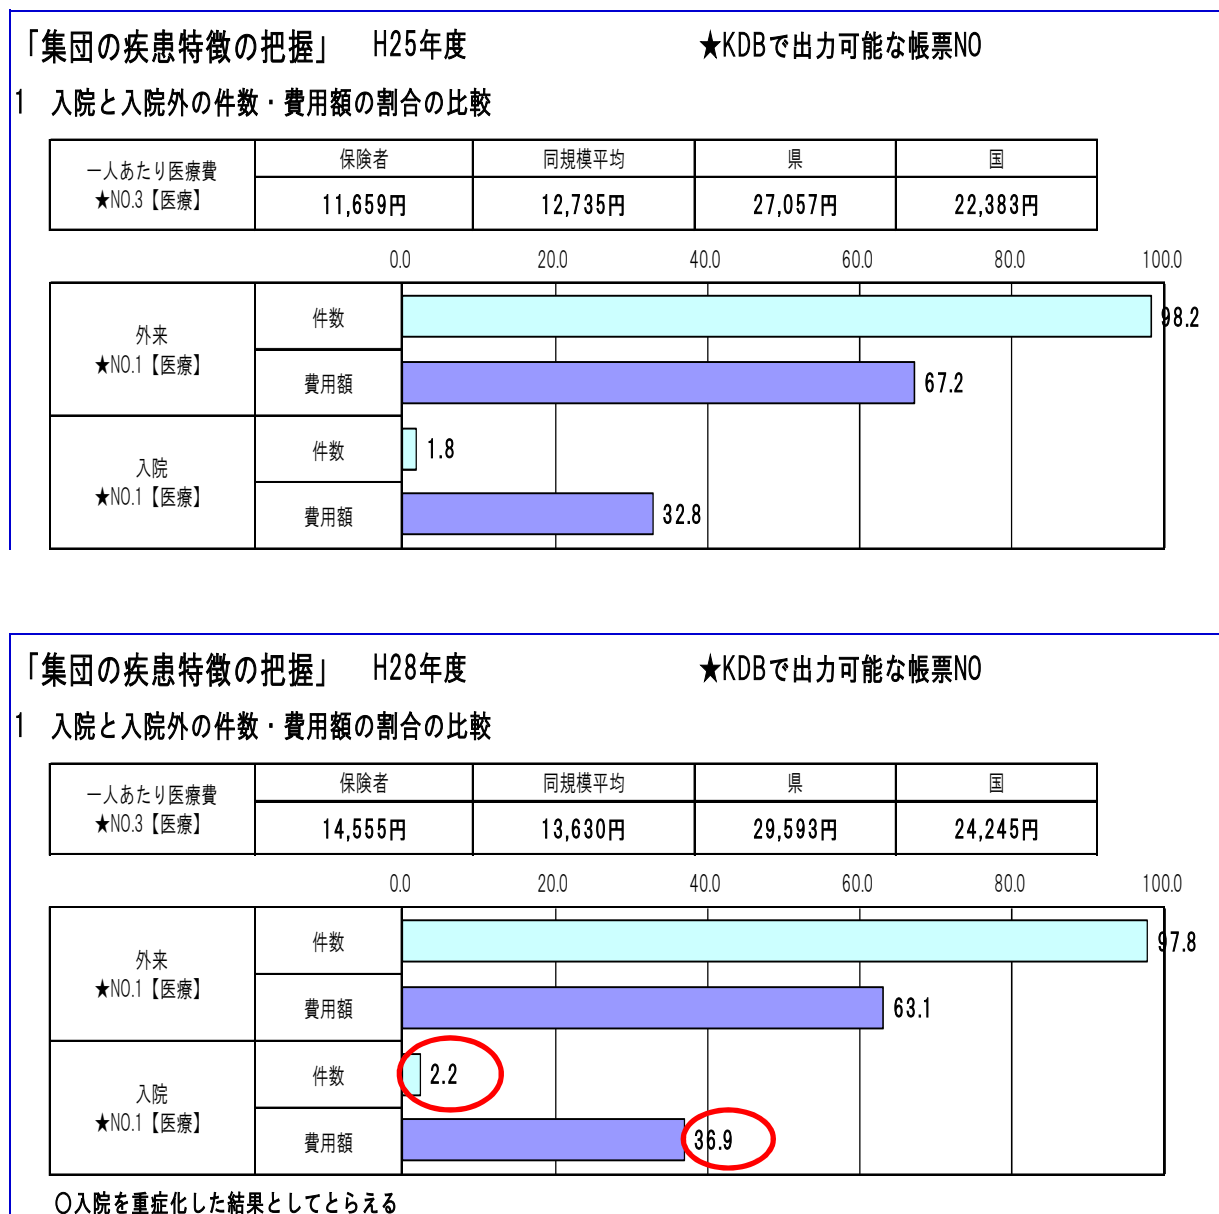 「集団の疾患特徴の把握」 H25年度 ★KDBで出力可能な帳票NO
1 入院と入院外の件数・費用額の割合の比較
一人あたり医療費
★NO.3【医療】
保険者 同規模平均 県 国
11,659円 12,735円 27,057円 22,383円
0.0 20.0 40.0 60.0 80.0 100.0
外来
★NO.1【医療】
件数 98.2
費用額 67.2
入院
★NO.1【医療】
件数 1.8
費用額 32.8
「集団の疾患特徴の把握」 H28年度 ★KDBで出力可能な帳票NO
1 入院と入院外の件数・費用額の割合の比較
一人あたり医療費
★NO.3【医療】
保険者 同規模平均 県 国
14,555円 13,630円 29,593円 24,245円
0.0 20.0 40.0 60.0 80.0 100.0
外来
★NO.1【医療】
件数 97.8
費用額 63.1
入院
★NO.1【医療】
件数 2.2
費用額 36.9
○入院を重症化した結果としてとらえる